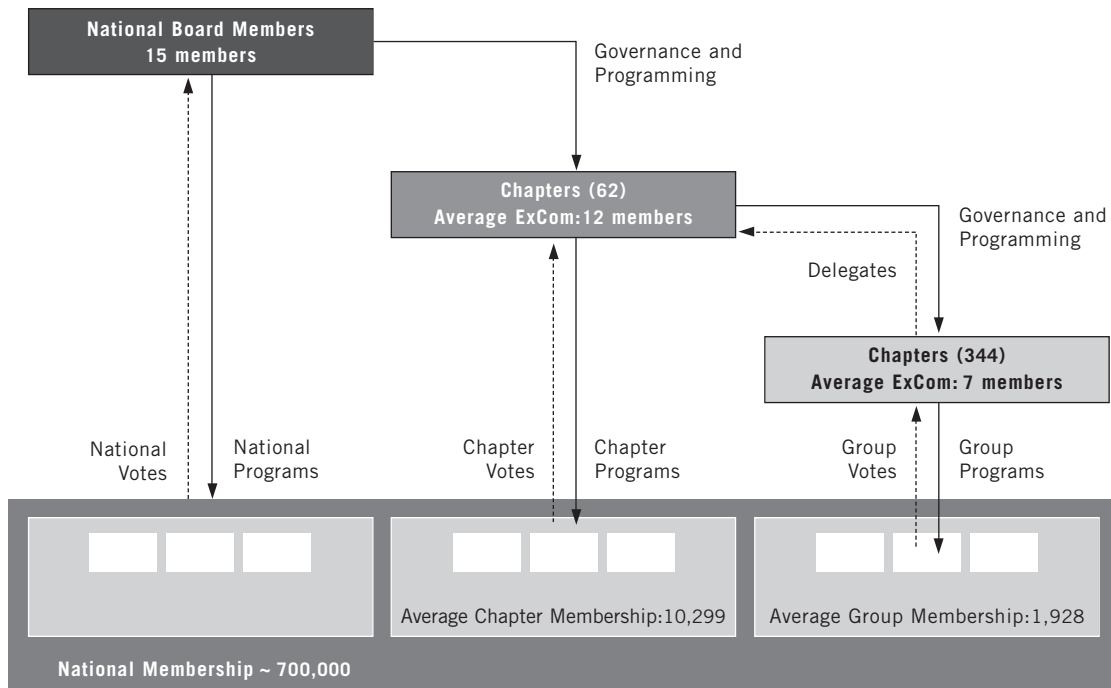 National Board Members
15 members
Governance and
Programming
Chapters (62)
Average ExCom:12 members
Governance and
Programming
Delegates
Chapters (344)
Average ExCom: 7 members
National
Votes
National
Programs
Chapter
Votes
Chapter
Programs
Group
Votes
Group
Programs
Average Chapter Membership:10,299
Average Group Membership:1,928
National Membership ~ 700,000